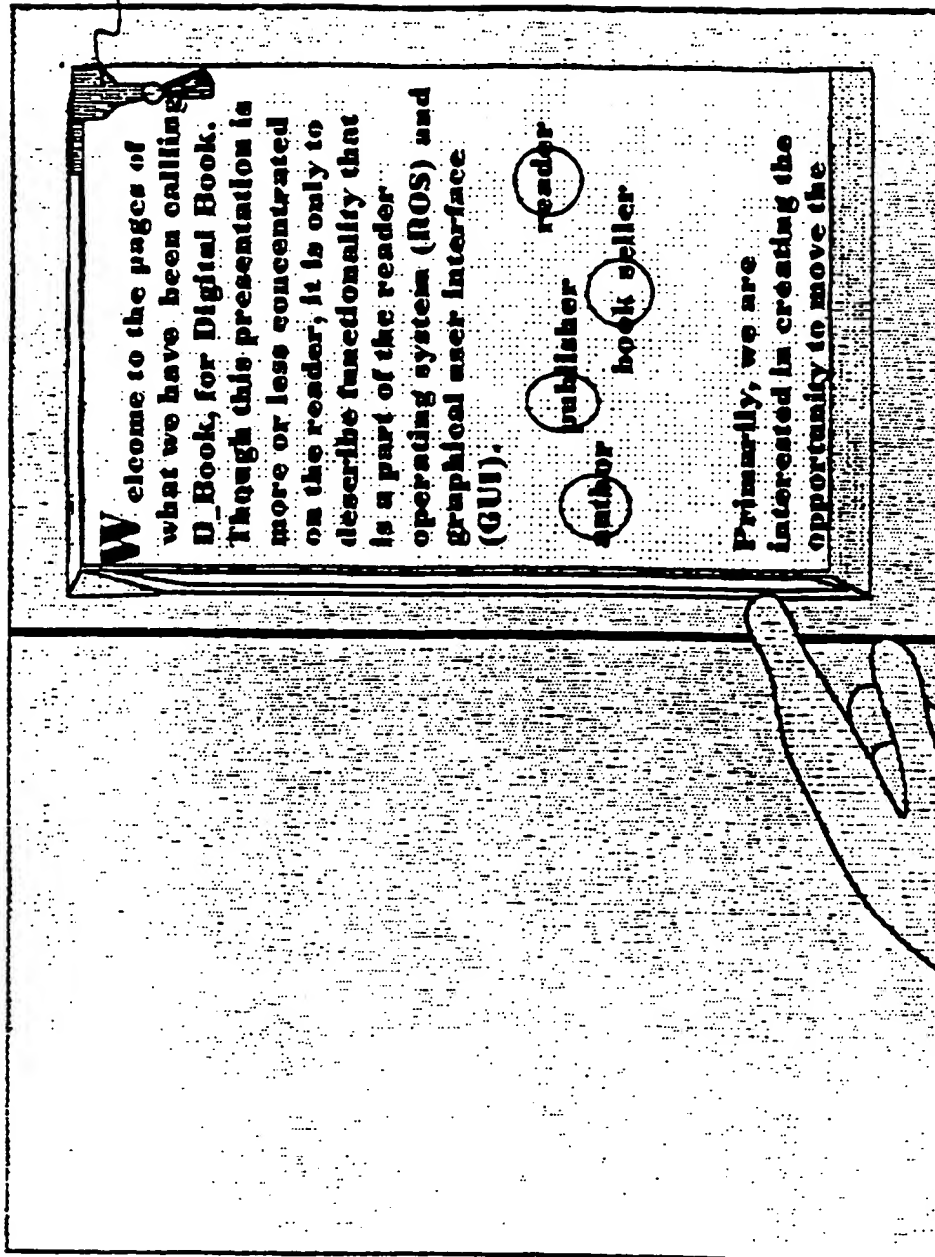 Welcome to the pages of
what we have been calling
D_Book, for Digital Book.
Though this presentation is
more or less concentrated
on the reader, it is only to
describe functionality that
is a part of the reader
operating system (ROS) and
graphical user interface
(GUI).
reader
publisher
book seller
author
Primarily, we are
interested in creating the
opportunity to move the